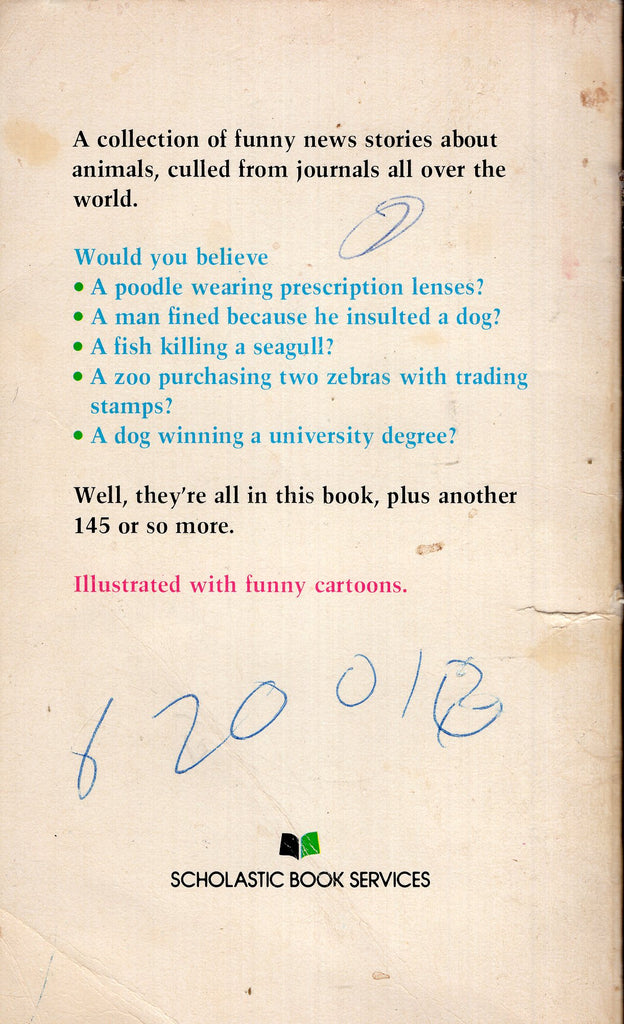 A collection of funny news stories about
animals, culled from journals all over the
world.
Would you believe
• A poodle wearing prescription lenses?
• A man fined because he insulted a dog?
• A fish killing a seagull?
• A zoo purchasing two zebras with trading
stamps?
• A dog winning a university degree?
Well, they're all in this book, plus another
145 or so more.
Illustrated with funny cartoons.
SCHOLASTIC BOOK SERVICES